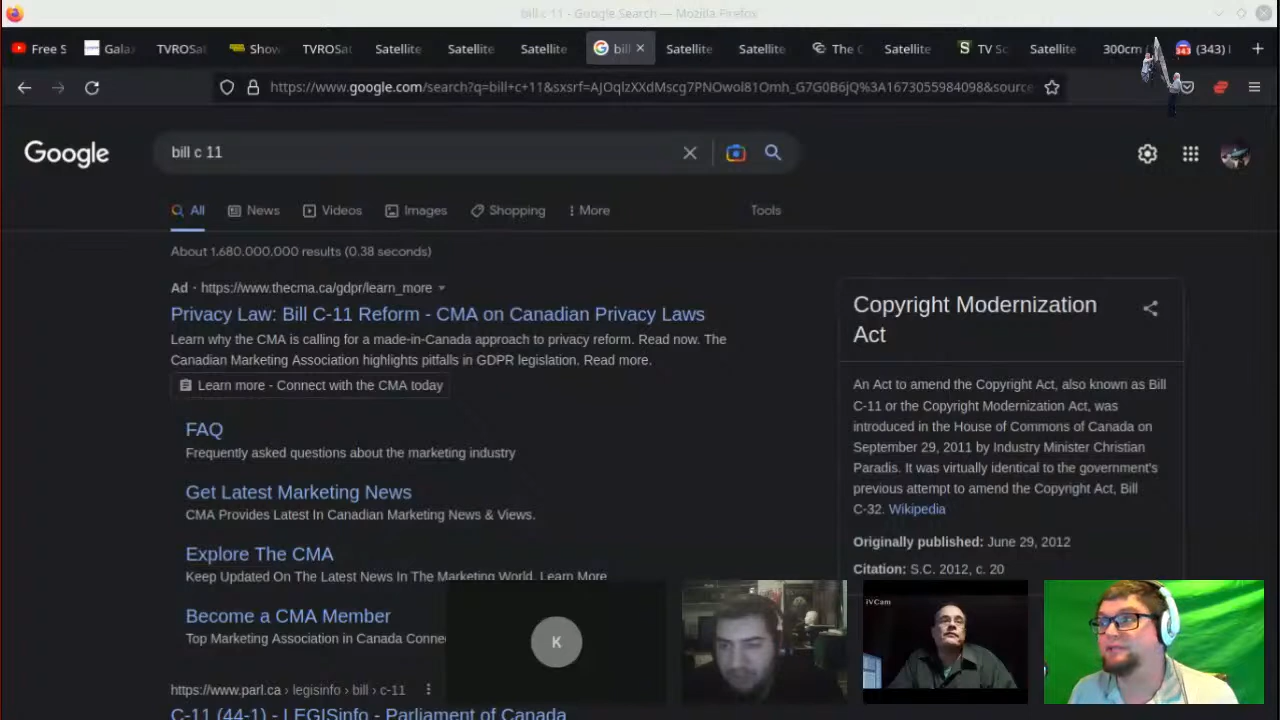 bill c 11 - Google Search — Mozilla Firefox
Free S
Gala
TVROSat
Show
TVROSat
Satellite
Satellite
Satellite
bill
Satellite
Satellite
The C
Satellite
TV Sc
Satellite
300cm
(343)
https://www.google.com/search?q=bill+c+11&sxsrf=AJOqlzXXdMscg7PNOwol81Omh_G7G0B6jQ%3A1673055984098&source
Google
bill c 11
All
News
Videos
Images
Shopping
More
Tools
About 1,680,000,000 results (0.38 seconds)
Ad · https://www.thecma.ca/gdpr/learn_more
Privacy Law: Bill C-11 Reform - CMA on Canadian Privacy Laws
Learn why the CMA is calling for a made-in-Canada approach to privacy reform. Read now. The
Canadian Marketing Association highlights pitfalls in GDPR legislation. Read more.
Learn more - Connect with the CMA today
FAQ
Frequently asked questions about the marketing industry
Get Latest Marketing News
CMA Provides Latest In Canadian Marketing News & Views.
Explore The CMA
Keep Updated On The Latest News In The Marketing World. Learn More
Become a CMA Member
Top Marketing Association in Canada Conne
https://www.parl.ca › legisinfo › bill › c-11
C-11 (44-1) - LEGISinfo - Parliament of Canada
Copyright Modernization
Act
An Act to amend the Copyright Act, also known as Bill
C-11 or the Copyright Modernization Act, was
introduced in the House of Commons of Canada on
September 29, 2011 by Industry Minister Christian
Paradis. It was virtually identical to the government's
previous attempt to amend the Copyright Act, Bill
C-32. Wikipedia
Originally published: June 29, 2012
Citation: S.C. 2012, c. 20
K
iVCam